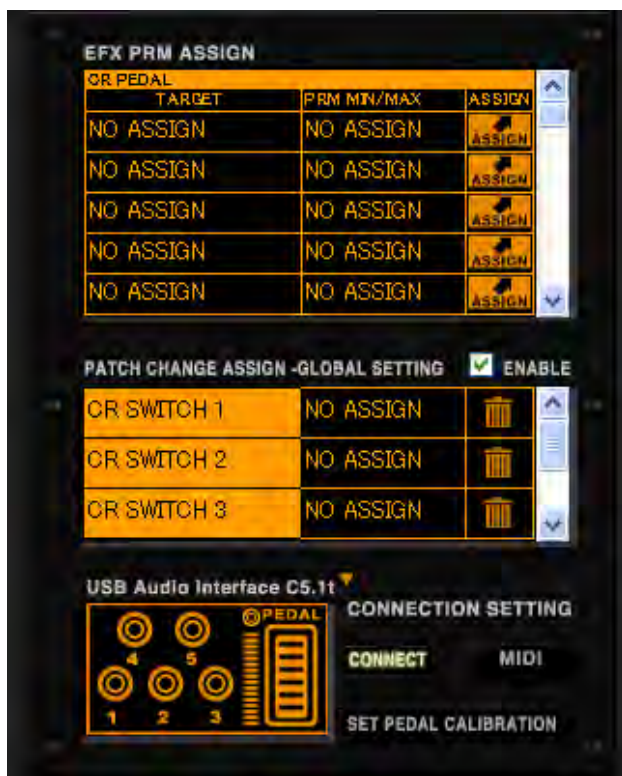 EFX PRM ASSIGN
CR PEDAL
TARGET PRM MIN/MAX ASSIGN
NO ASSIGN NO ASSIGN ASSIGN
NO ASSIGN NO ASSIGN ASSIGN
NO ASSIGN NO ASSIGN ASSIGN
NO ASSIGN NO ASSIGN ASSIGN
NO ASSIGN NO ASSIGN ASSIGN
PATCH CHANGE ASSIGN -GLOBAL SETTING ENABLE
CR SWITCH 1 NO ASSIGN
CR SWITCH 2 NO ASSIGN
CR SWITCH 3 NO ASSIGN
USB Audio Interface C5.1t
PEDAL
4 5
1 2 3
CONNECTION SETTING
CONNECT MIDI
SET PEDAL CALIBRATION